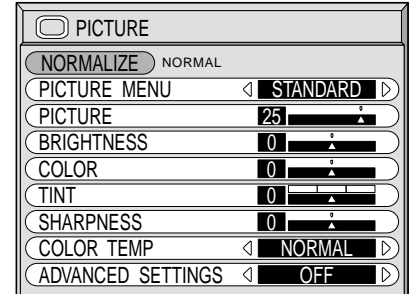 PICTURE
NORMALIZE NORMAL
PICTURE MENU STANDARD
PICTURE 25
BRIGHTNESS 0
COLOR 0
TINT 0
SHARPNESS 0
COLOR TEMP NORMAL
ADVANCED SETTINGS OFF